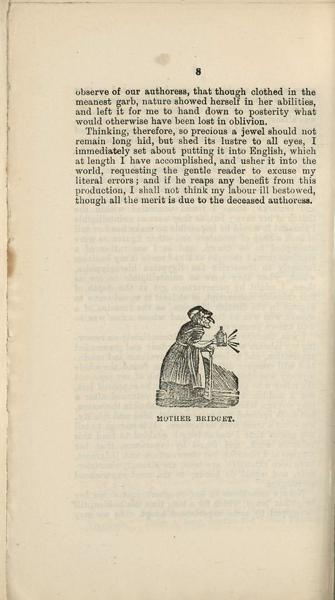 8
observe of our authoress, that though clothed in the
meanest garb, nature showed herself in her abilities,
and left it for me to hand down to posterity what
would otherwise have been lost in oblivion.
Thinking, therefore, so precious a jewel should not
remain long hid, but shed its lustre to all eyes, I
immediately set about putting it into English, which
at length I have accomplished, and usher it into the
world, requesting the gentle reader to excuse my
literal errors; and if he reaps any benefit from this
production, I shall not think my labour ill bestowed,
though all the merit is due to the deceased authoress.
MOTHER BRIDGET.